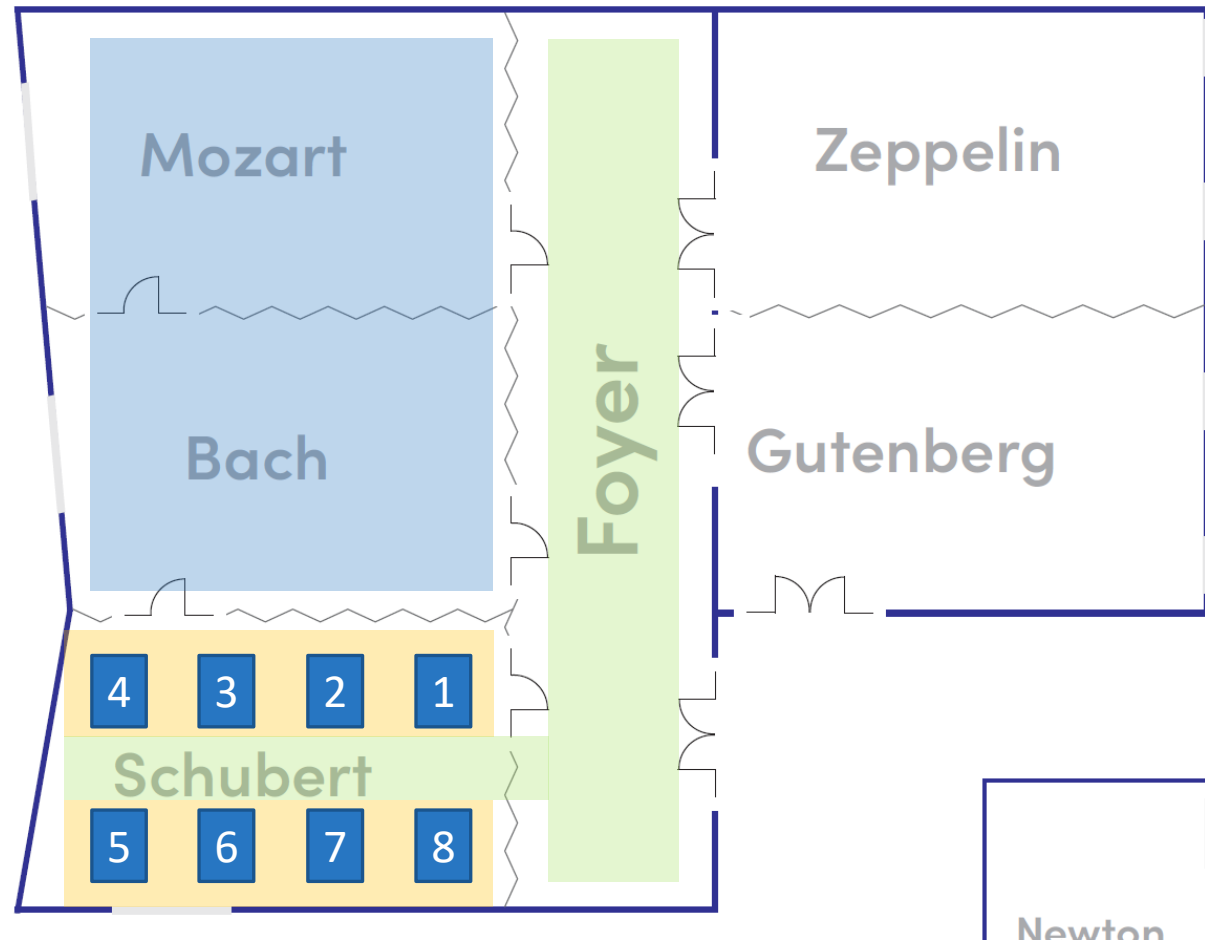 Mozart
Zeppelin
Bach
Foyer
Gutenberg
4 3 2 1
Schubert
5 6 7 8
Newton